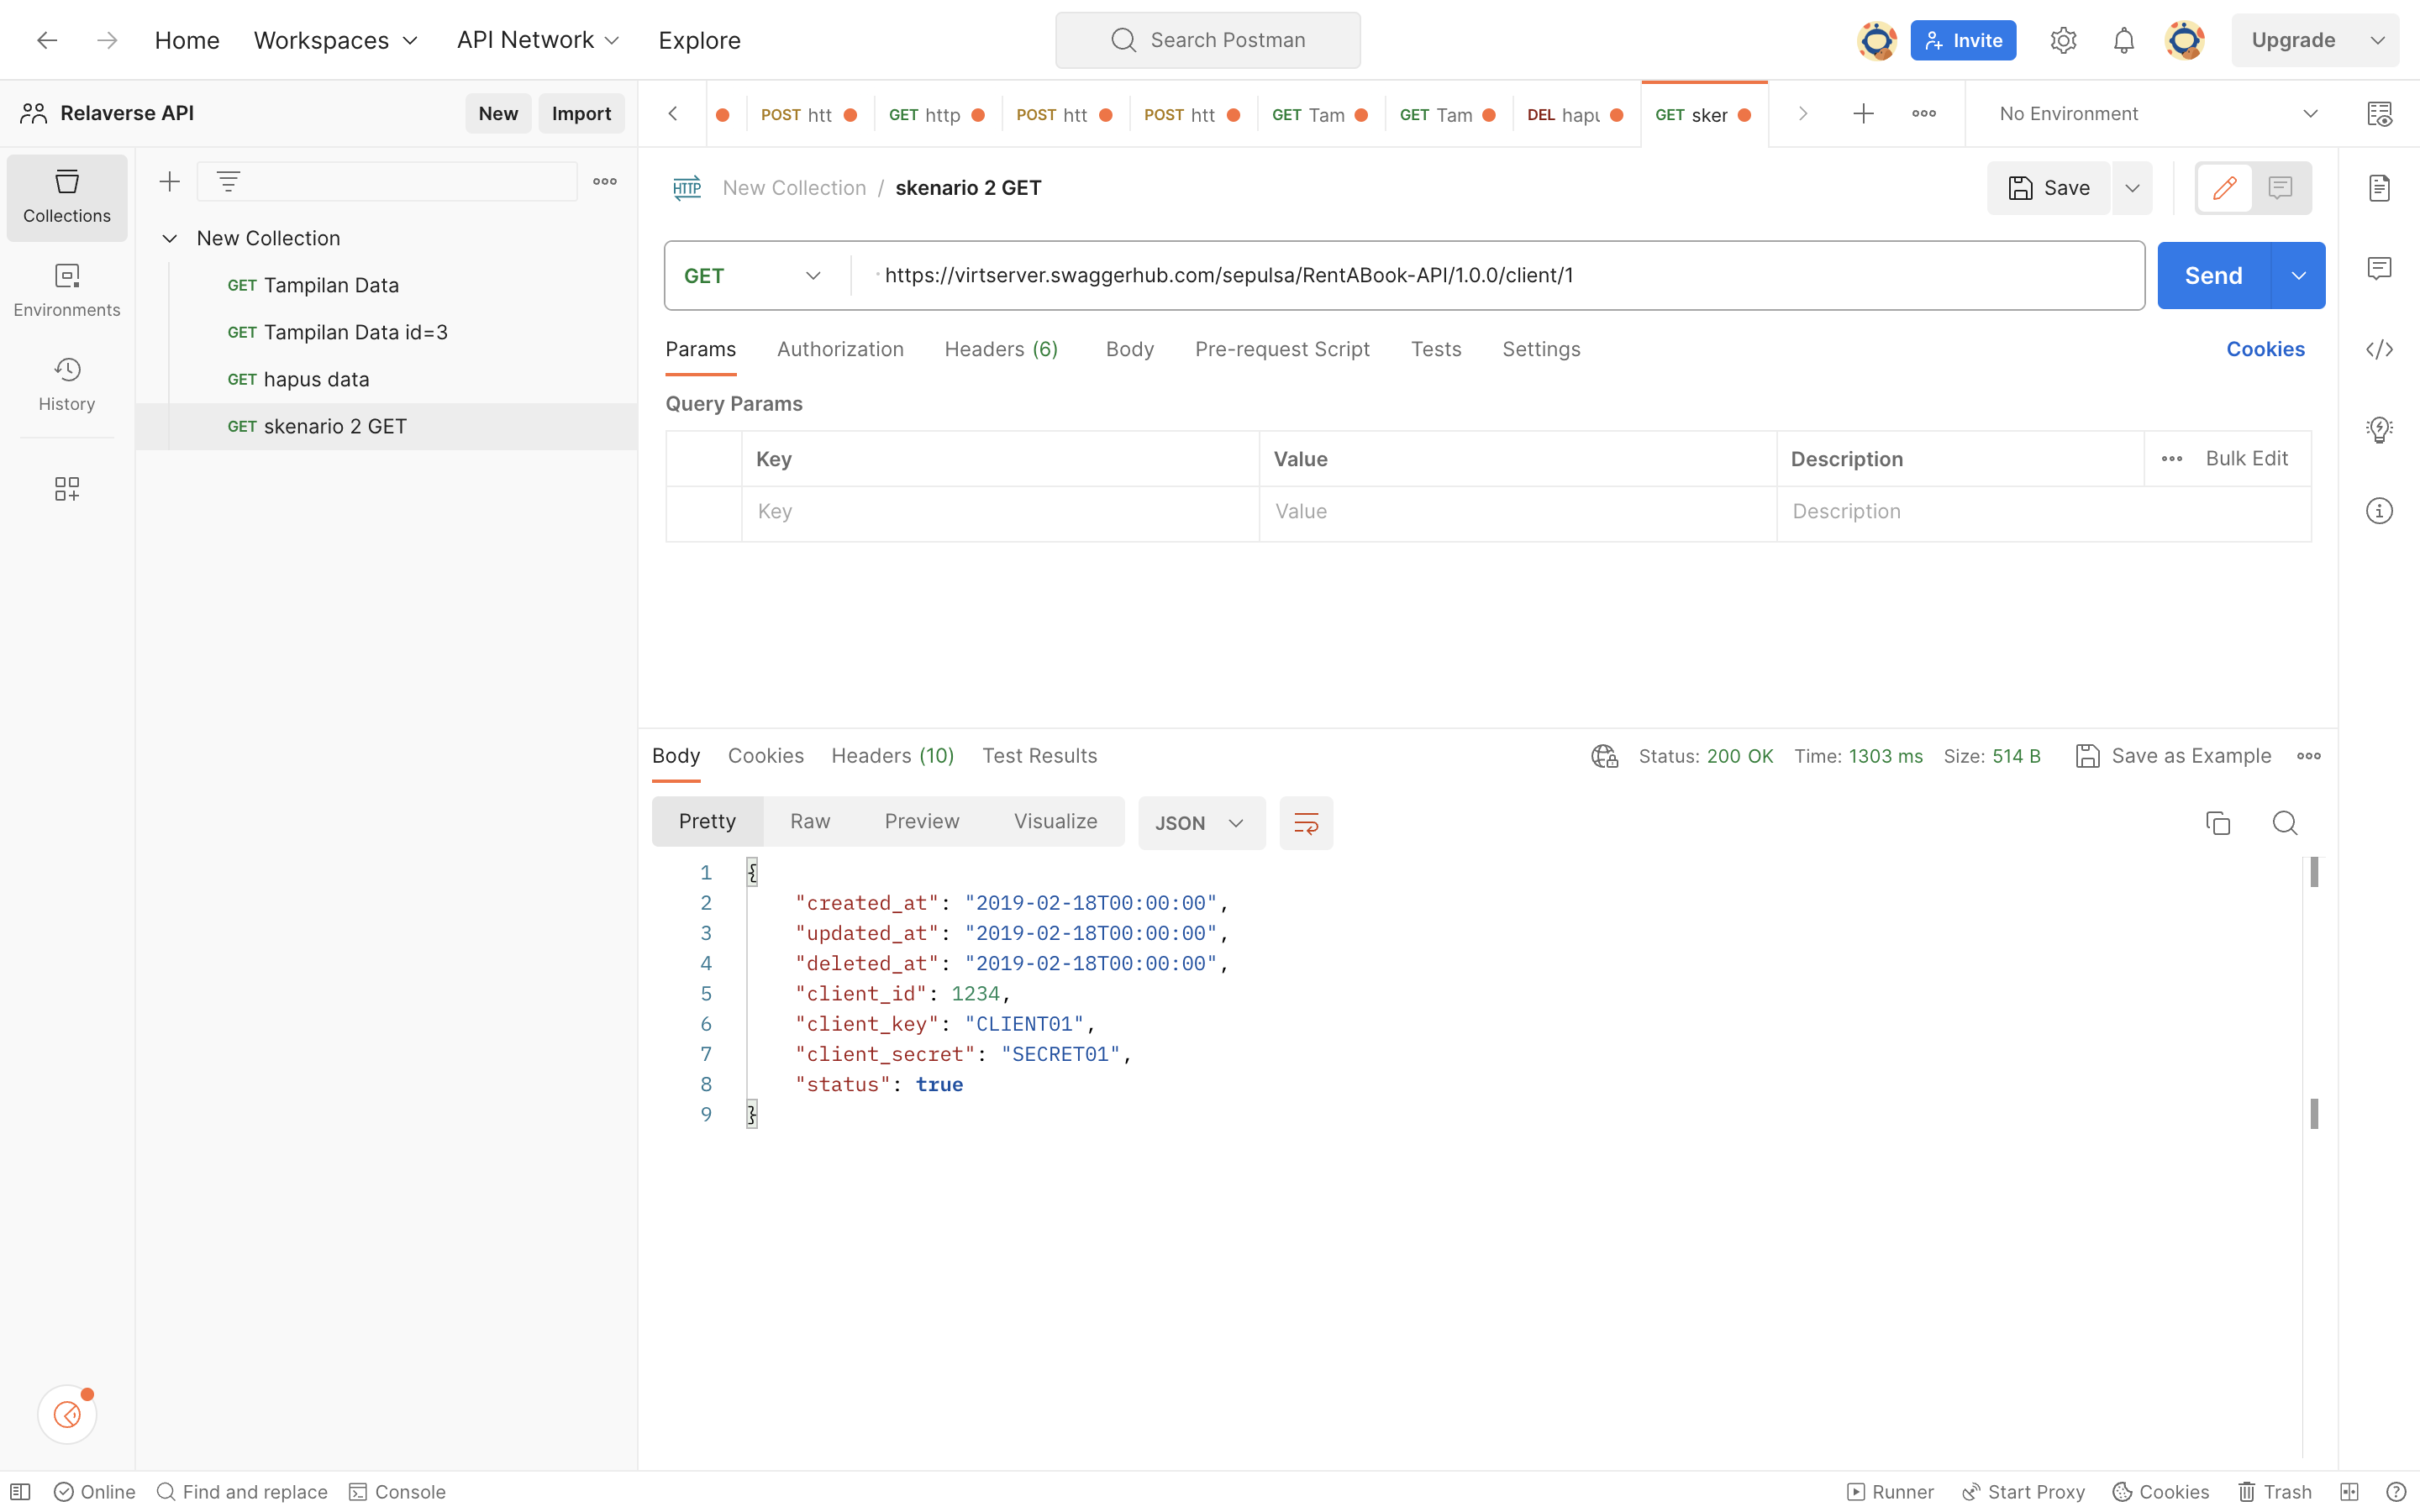 Home Workspaces API Network Explore Search Postman Invite Upgrade
Relaverse API New Import
POST htt GET http POST htt POST htt GET Tam GET Tam DEL hapu GET sker No Environment
Collections
Environments
History
New Collection
GET Tampilan Data
GET Tampilan Data id=3
GET hapus data
GET skenario 2 GET
HTTP New Collection / skenario 2 GET Save
GET https://virtserver.swaggerhub.com/sepulsa/RentABook-API/1.0.0/client/1 Send
Params Authorization Headers (6) Body Pre-request Script Tests Settings Cookies
Query Params
Key Value Description Bulk Edit
Key Value Description
Body Cookies Headers (10) Test Results Status: 200 OK Time: 1303 ms Size: 514 B Save as Example
Pretty Raw Preview Visualize JSON
1 {
2 "created_at": "2019-02-18T00:00:00",
3 "updated_at": "2019-02-18T00:00:00",
4 "deleted_at": "2019-02-18T00:00:00",
5 "client_id": 1234,
6 "client_key": "CLIENT01",
7 "client_secret": "SECRET01",
8 "status": true
9 }
Online Find and replace Console Runner Start Proxy Cookies Trash